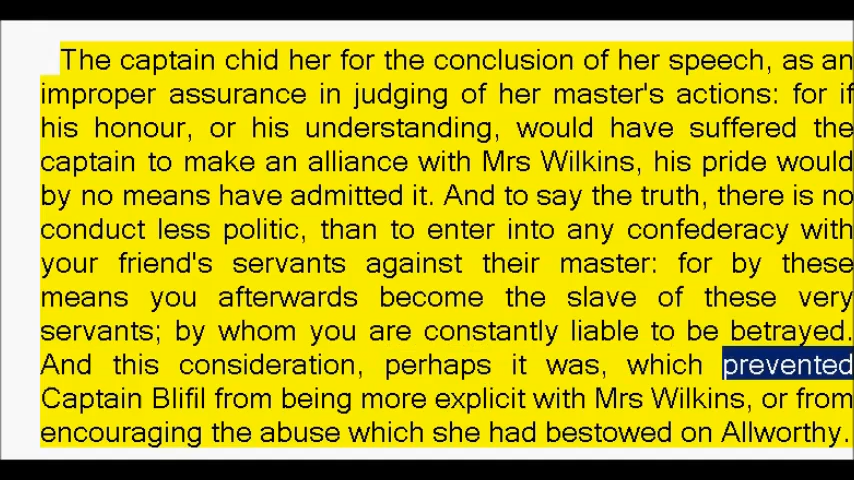 The captain chid her for the conclusion of her speech, as an
improper assurance in judging of her master's actions: for if
his honour, or his understanding, would have suffered the
captain to make an alliance with Mrs Wilkins, his pride would
by no means have admitted it. And to say the truth, there is no
conduct less politic, than to enter into any confederacy with
your friend's servants against their master: for by these
means you afterwards become the slave of these very
servants; by whom you are constantly liable to be betrayed.
And this consideration, perhaps it was, which prevented
Captain Blifil from being more explicit with Mrs Wilkins, or from
encouraging the abuse which she had bestowed on Allworthy.